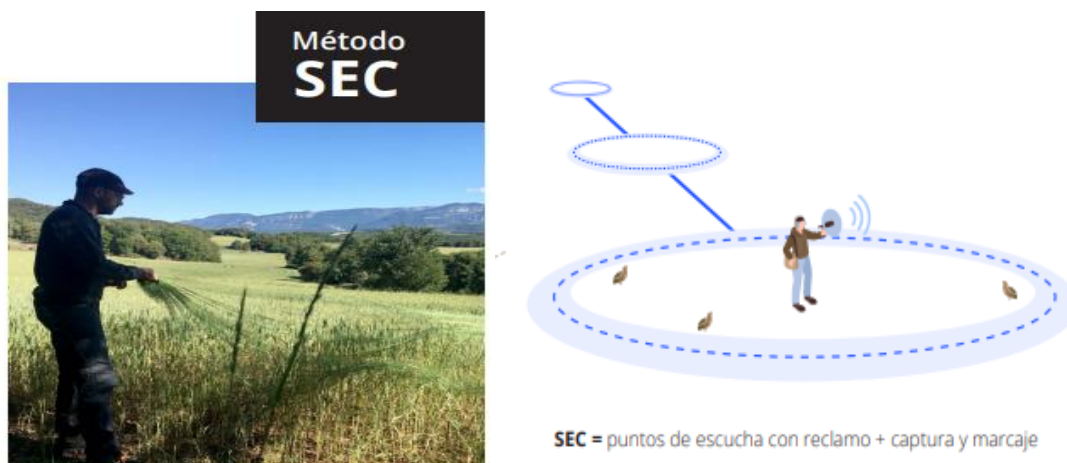 Método
SEC
SEC = puntos de escucha con reclamo + captura y marcaje